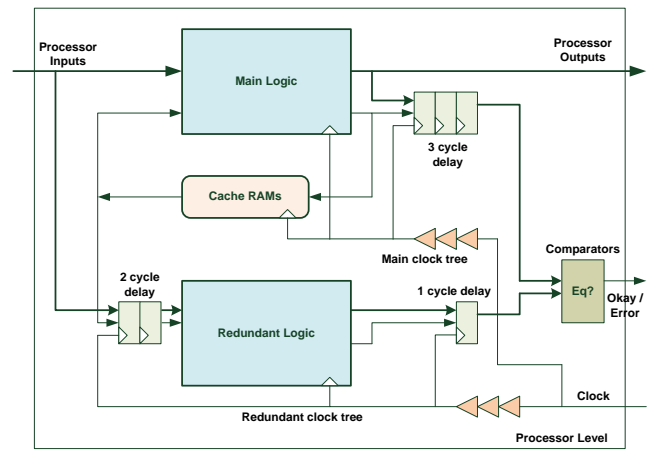 Processor
Inputs
Main Logic
Processor
Outputs
3 cycle
delay
Cache RAMs
Main clock tree
Comparators
2 cycle
delay
1 cycle delay
Eq?
Okay /
Error
Redundant Logic
Clock
Redundant clock tree
Processor Level